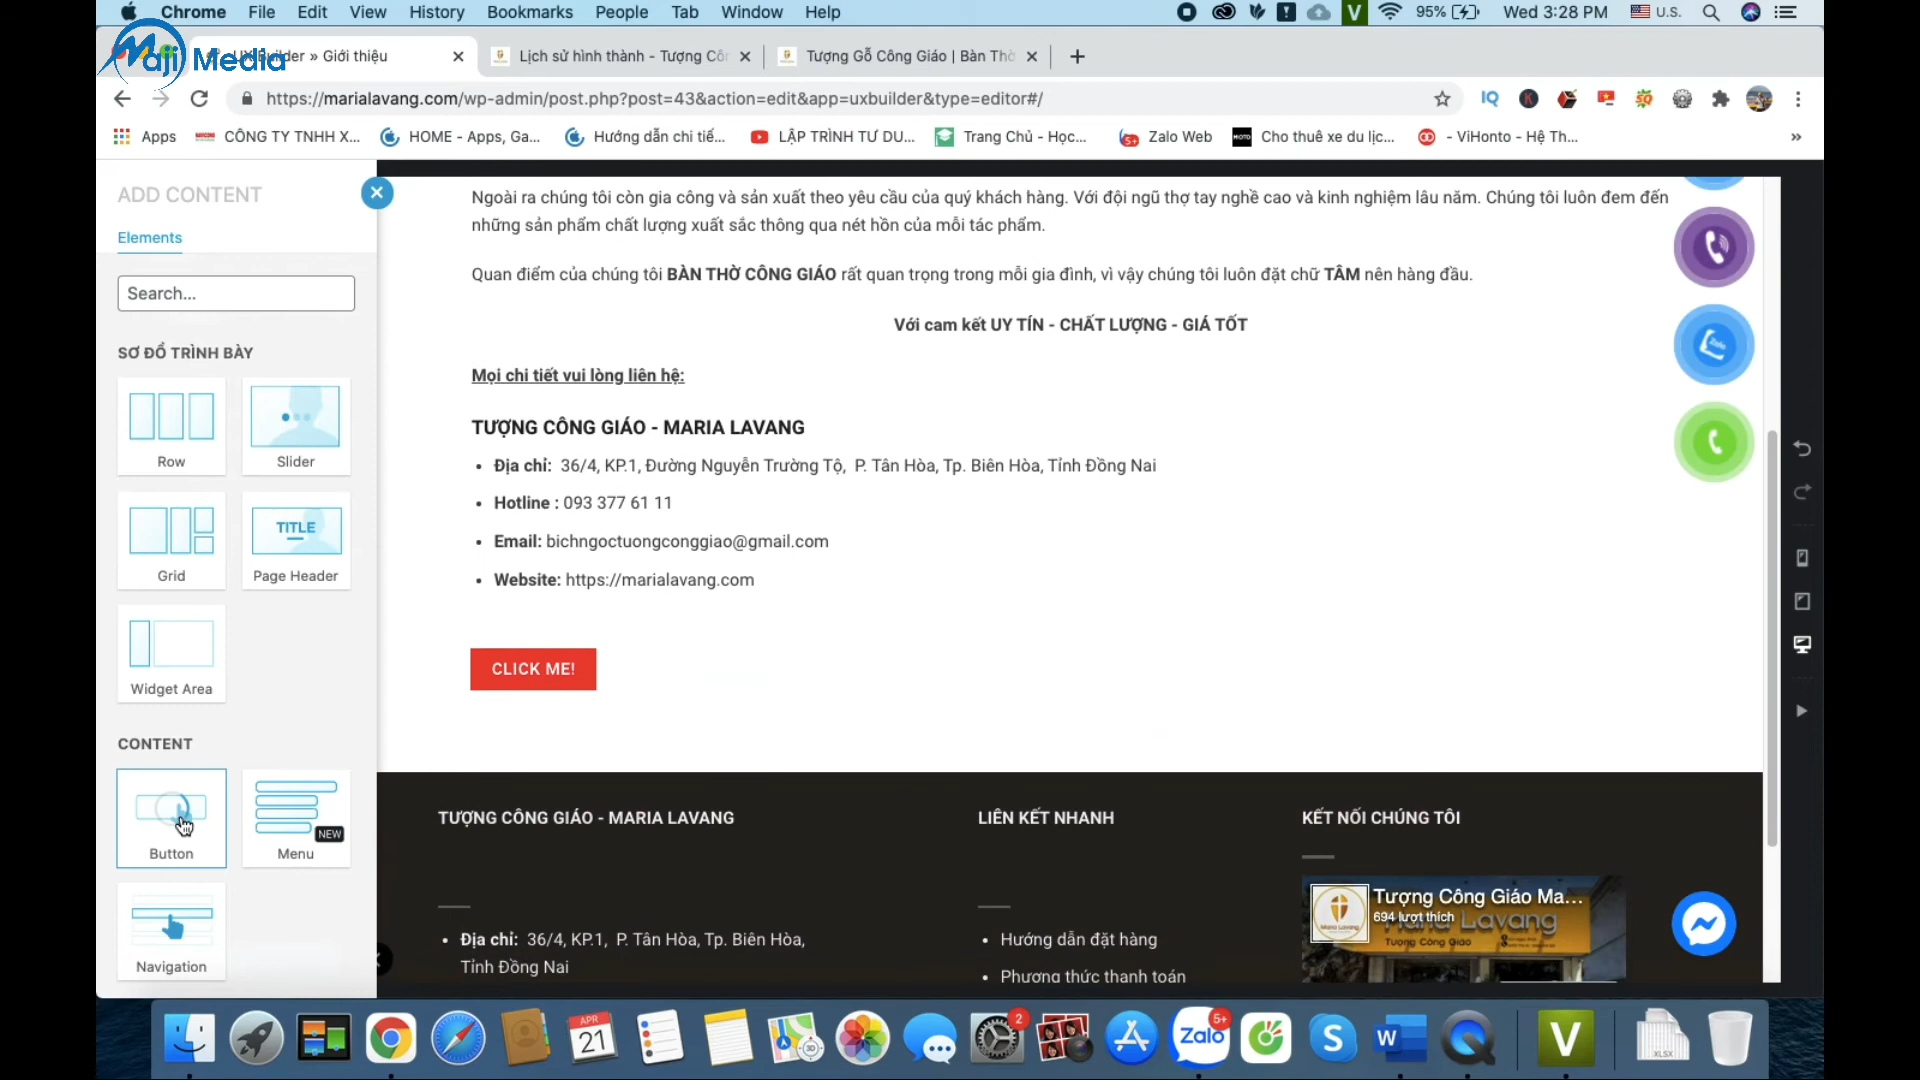 Chrome File Edit View History Bookmarks People Tab Window Help 95% Wed 3:28 PM U.S.
Maji Media
» Giới thiệu
Lịch sử hình thành - Tượng
Tượng Gỗ Công Giáo | Bàn
https://marialavang.com/wp-admin/post.php?post=43&action=edit&app=uxbuilder&type=editor#/
Apps CÔNG TY TNHH X... HOME - Apps, Ga... Hướng dẫn chi tiế... LẬP TRÌNH TƯ DU... Trang Chủ - Học... Zalo Web Cho thuê xe du lịc... - ViHonto - Hệ Th... »
ADD CONTENT
Elements
Search...
SƠ ĐỒ TRÌNH BÀY
Row
Slider
Grid
TITLE
Page Header
Widget Area
CONTENT
Button
NEW
Menu
Navigation
Ngoài ra chúng tôi còn gia công và sản xuất theo yêu cầu của quý khách hàng. Với đội ngũ thợ tay nghề cao và kinh nghiệm lâu năm. Chúng tôi luôn đem đến
những sản phẩm chất lượng xuất sắc thông qua nét hồn của mỗi tác phẩm.
Quan điểm của chúng tôi BÀN THỜ CÔNG GIÁO rất quan trọng trong mỗi gia đình, vì vậy chúng tôi luôn đặt chữ TÂM nên hàng đầu.
Với cam kết UY TÍN - CHẤT LƯỢNG - GIÁ TỐT
Mọi chi tiết vui lòng liên hệ:
TƯỢNG CÔNG GIÁO - MARIA LAVANG
• Địa chỉ: 36/4, KP.1, Đường Nguyễn Trường Tộ, P. Tân Hòa, Tp. Biên Hòa, Tỉnh Đồng Nai
• Hotline : 093 377 61 11
• Email: bichngoctuongconggiao@gmail.com
• Website: https://marialavang.com
CLICK ME!
Zalo
TƯỢNG CÔNG GIÁO - MARIA LAVANG
• Địa chỉ: 36/4, KP.1, P. Tân Hòa, Tp. Biên Hòa,
Tỉnh Đồng Nai
LIÊN KẾT NHANH
• Hướng dẫn đặt hàng
• Phương thức thanh toán
KẾT NỐI CHÚNG TÔI
Tượng Công Giáo Ma...
694 lượt thích
Maria Lavang
Tượng Công Giáo
APR
21
2
Zalo
5+
S
W
V
XLSX